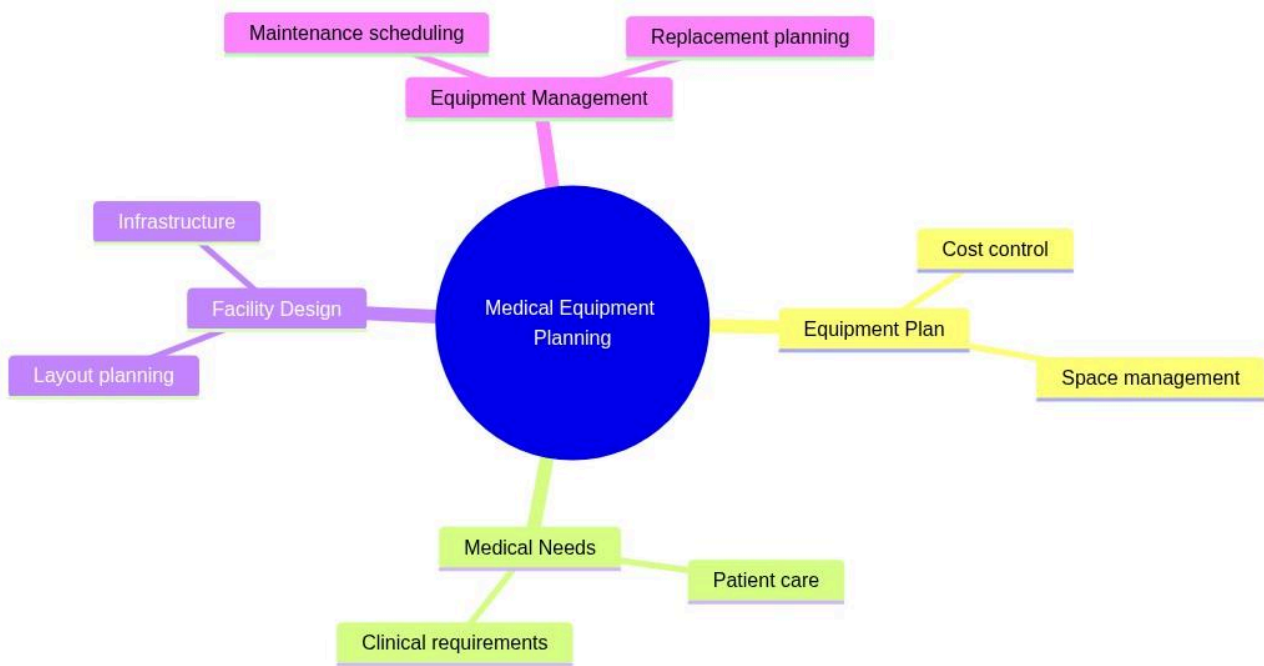 Maintenance scheduling
Replacement planning
Equipment Management
Infrastructure
Cost control
Facility Design
Medical Equipment
Planning
Equipment Plan
Layout planning
Space management
Medical Needs
Patient care
Clinical requirements